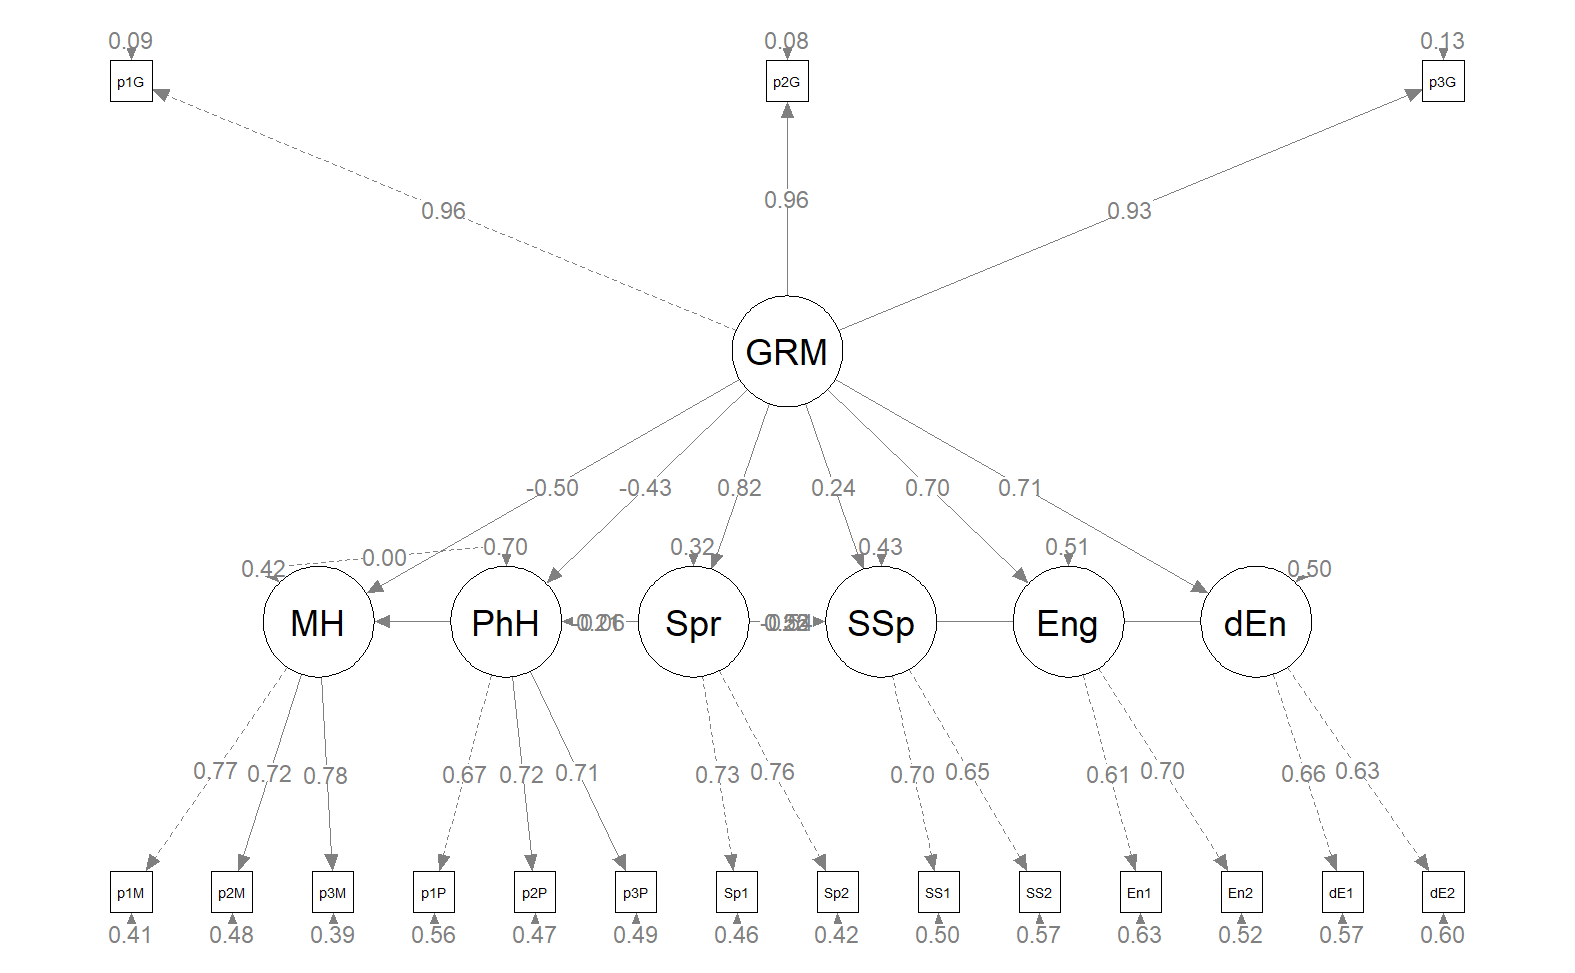 0.09 0.08 0.13
p1G p2G p3G
0.96 0.96 0.93
GRM
-0.50 -0.43 0.82 0.24 0.70 0.71
0.42 0.00 0.70 0.32 0.43 0.51 0.50
MH PhH Spr SSp Eng dEn
0.77 0.72 0.78 0.67 0.72 0.71 0.73 0.76 0.70 0.65 0.61 0.70 0.66 0.63
p1M p2M p3M p1P p2P p3P Sp1 Sp2 SS1 SS2 En1 En2 dE1 dE2
0.41 0.48 0.39 0.56 0.47 0.49 0.46 0.42 0.50 0.57 0.63 0.52 0.57 0.60